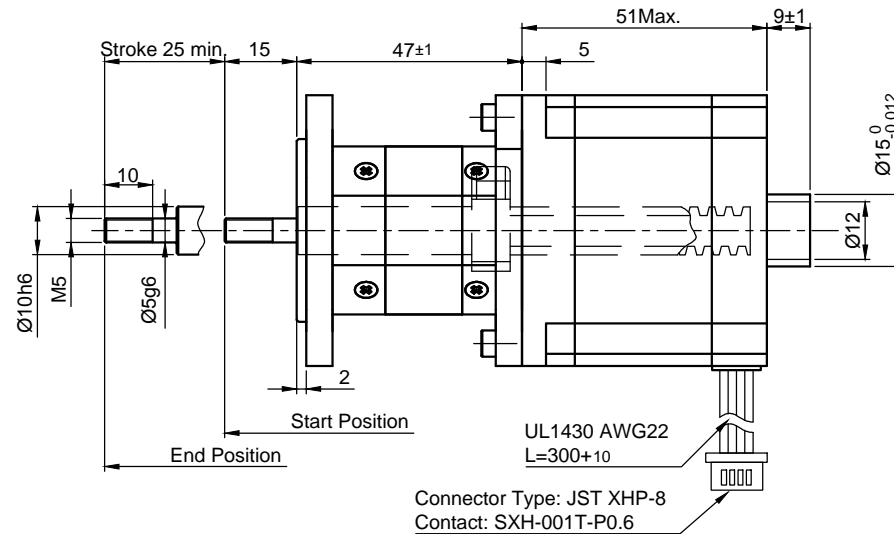 51Max.
9±1
Stroke 25 min.
15
47±1
5
Ø15 0 -0.012
10
Ø12
Ø10h6
M5
Ø5g6
2
Start Position
End Position
UL1430 AWG22
L=300+10
Connector Type: JST XHP-8
Contact: SXH-001T-P0.6